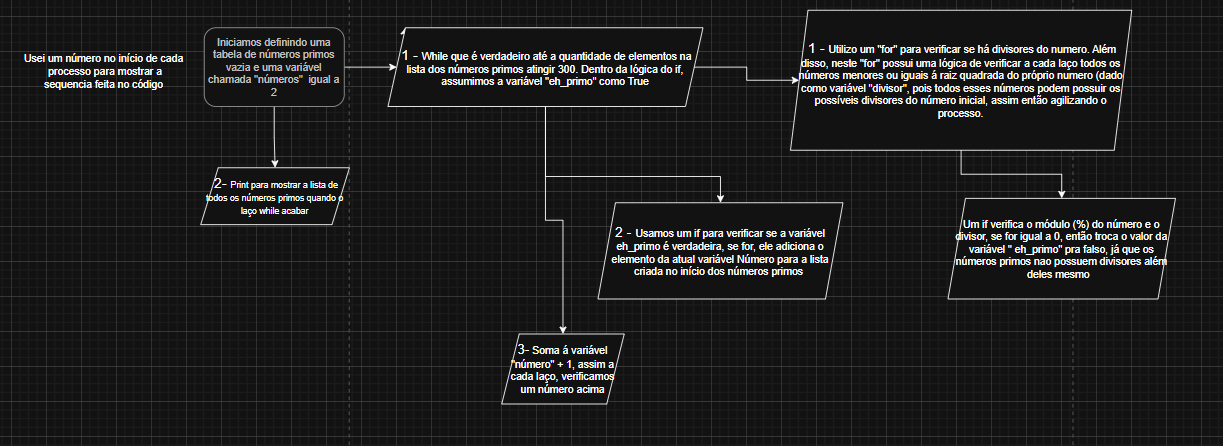 Usei um número no início de cada
processo para mostrar a
sequencia feita no código
Iniciamos definindo uma
tabela de números primos
vazia e uma variável
chamada "números" igual a
2
1 - While que é verdadeiro até a quantidade de elementos na
lista dos números primos atingir 300. Dentro da lógica do if,
assumimos a variável "eh_primo" como True
1 - Utilizo um "for" para verificar se há divisores do numero. Além
disso, neste "for" possui uma lógica de verificar a cada laço todos os
números menores ou iguais á raiz quadrada do próprio numero (dado
como variável "divisor", pois todos esses números podem possuir os
possíveis divisores do número inicial, assim então agilizando o
processo.
2- Print para mostrar a lista de
todos os números primos quando o
laço while acabar
2 - Usamos um if para verificar se a variável
eh_primo é verdadeira, se for, ele adiciona o
elemento da atual variável Número para a lista
criada no início dos números primos
Um if verifica o módulo (%) do número e o
divisor, se for igual a 0, então troca o valor da
variável " eh_primo" pra falso, já que os
números primos nao possuem divisores além
deles mesmo
3- Soma á variável
"número" + 1, assim a
cada laço, verificamos
um número acima